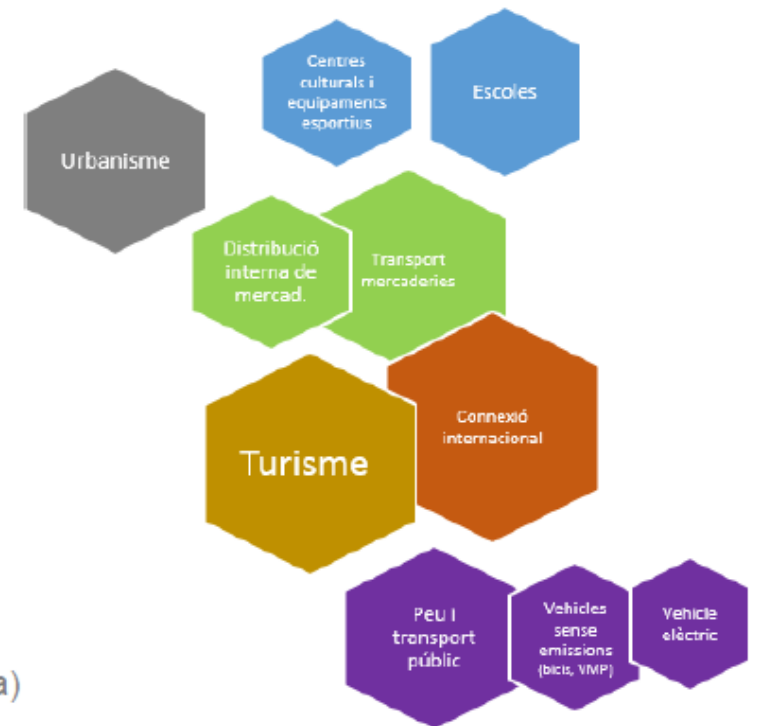 Centres
culturals i
equipaments
esportius
Escoles
Urbanisme
Distribució
interna de
mercad.
Transport
mercaderies
Connexió
internacional
Turisme
Peu i
transport
públic
Vehicles
sense
emissions
(bicis, VMP)
Vehicle
elèctric
a)